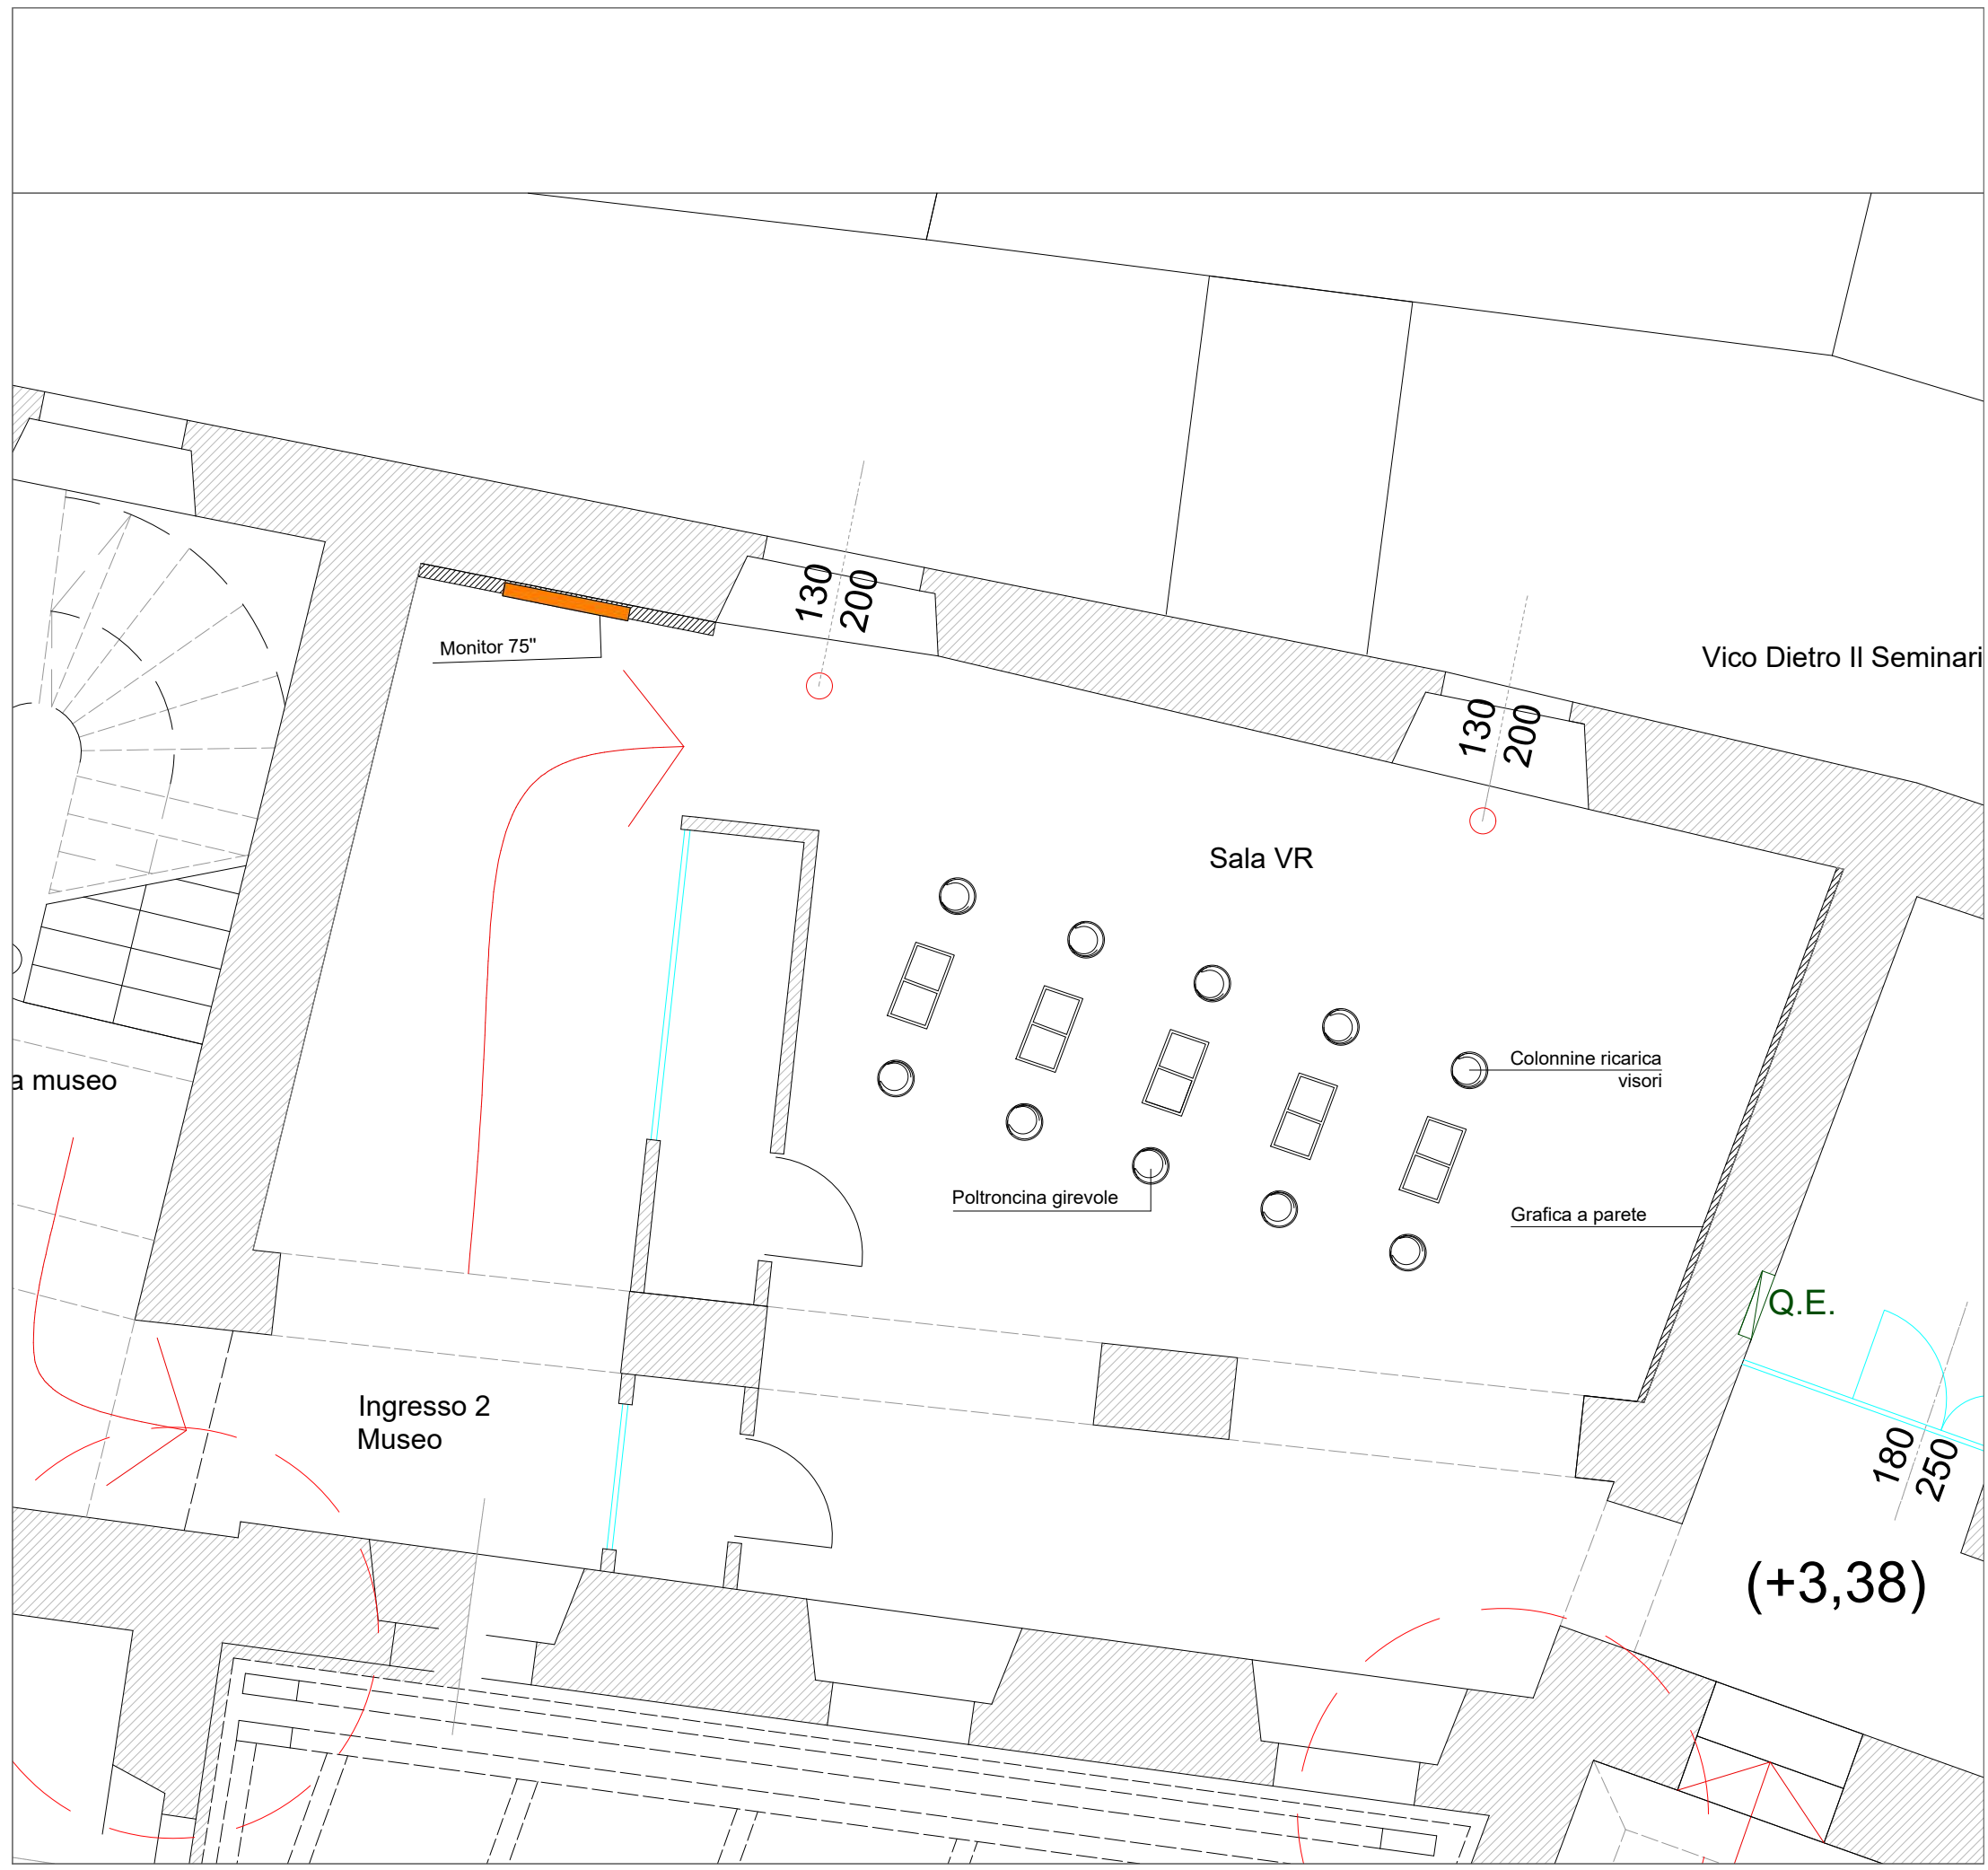 130
200
Monitor 75"
Vico Dietro Il Seminari
130
200
Sala VR
Colonnine ricarica
visori
a museo
Poltroncina girevole
Grafica a parete
Q.E.
Ingresso 2
Museo
180
250
(+3,38)